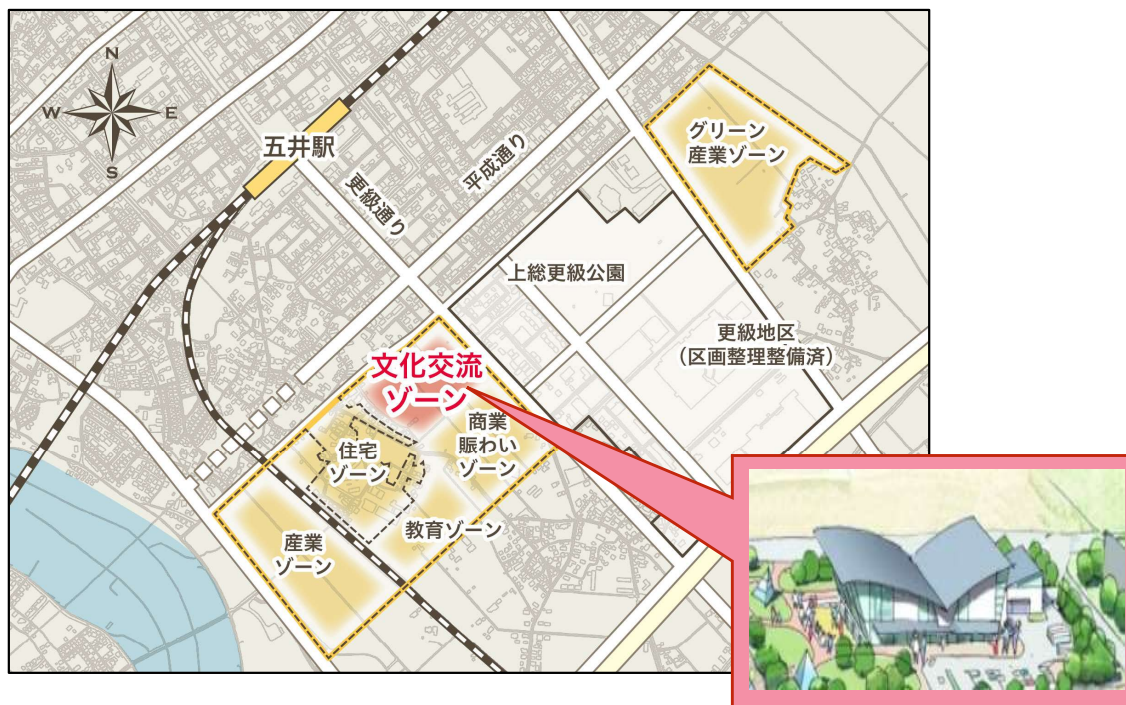 N
W
E
S
五井駅
更級通り
平成通り
グリーン
産業ゾーン
上総更級公園
更級地区
（区画整理整備済）
文化交流
ゾーン
商業
賑わい
ゾーン
住宅
ゾーン
教育ゾーン
産業
ゾーン